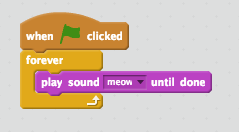 when clicked
forever
play sound meow until done